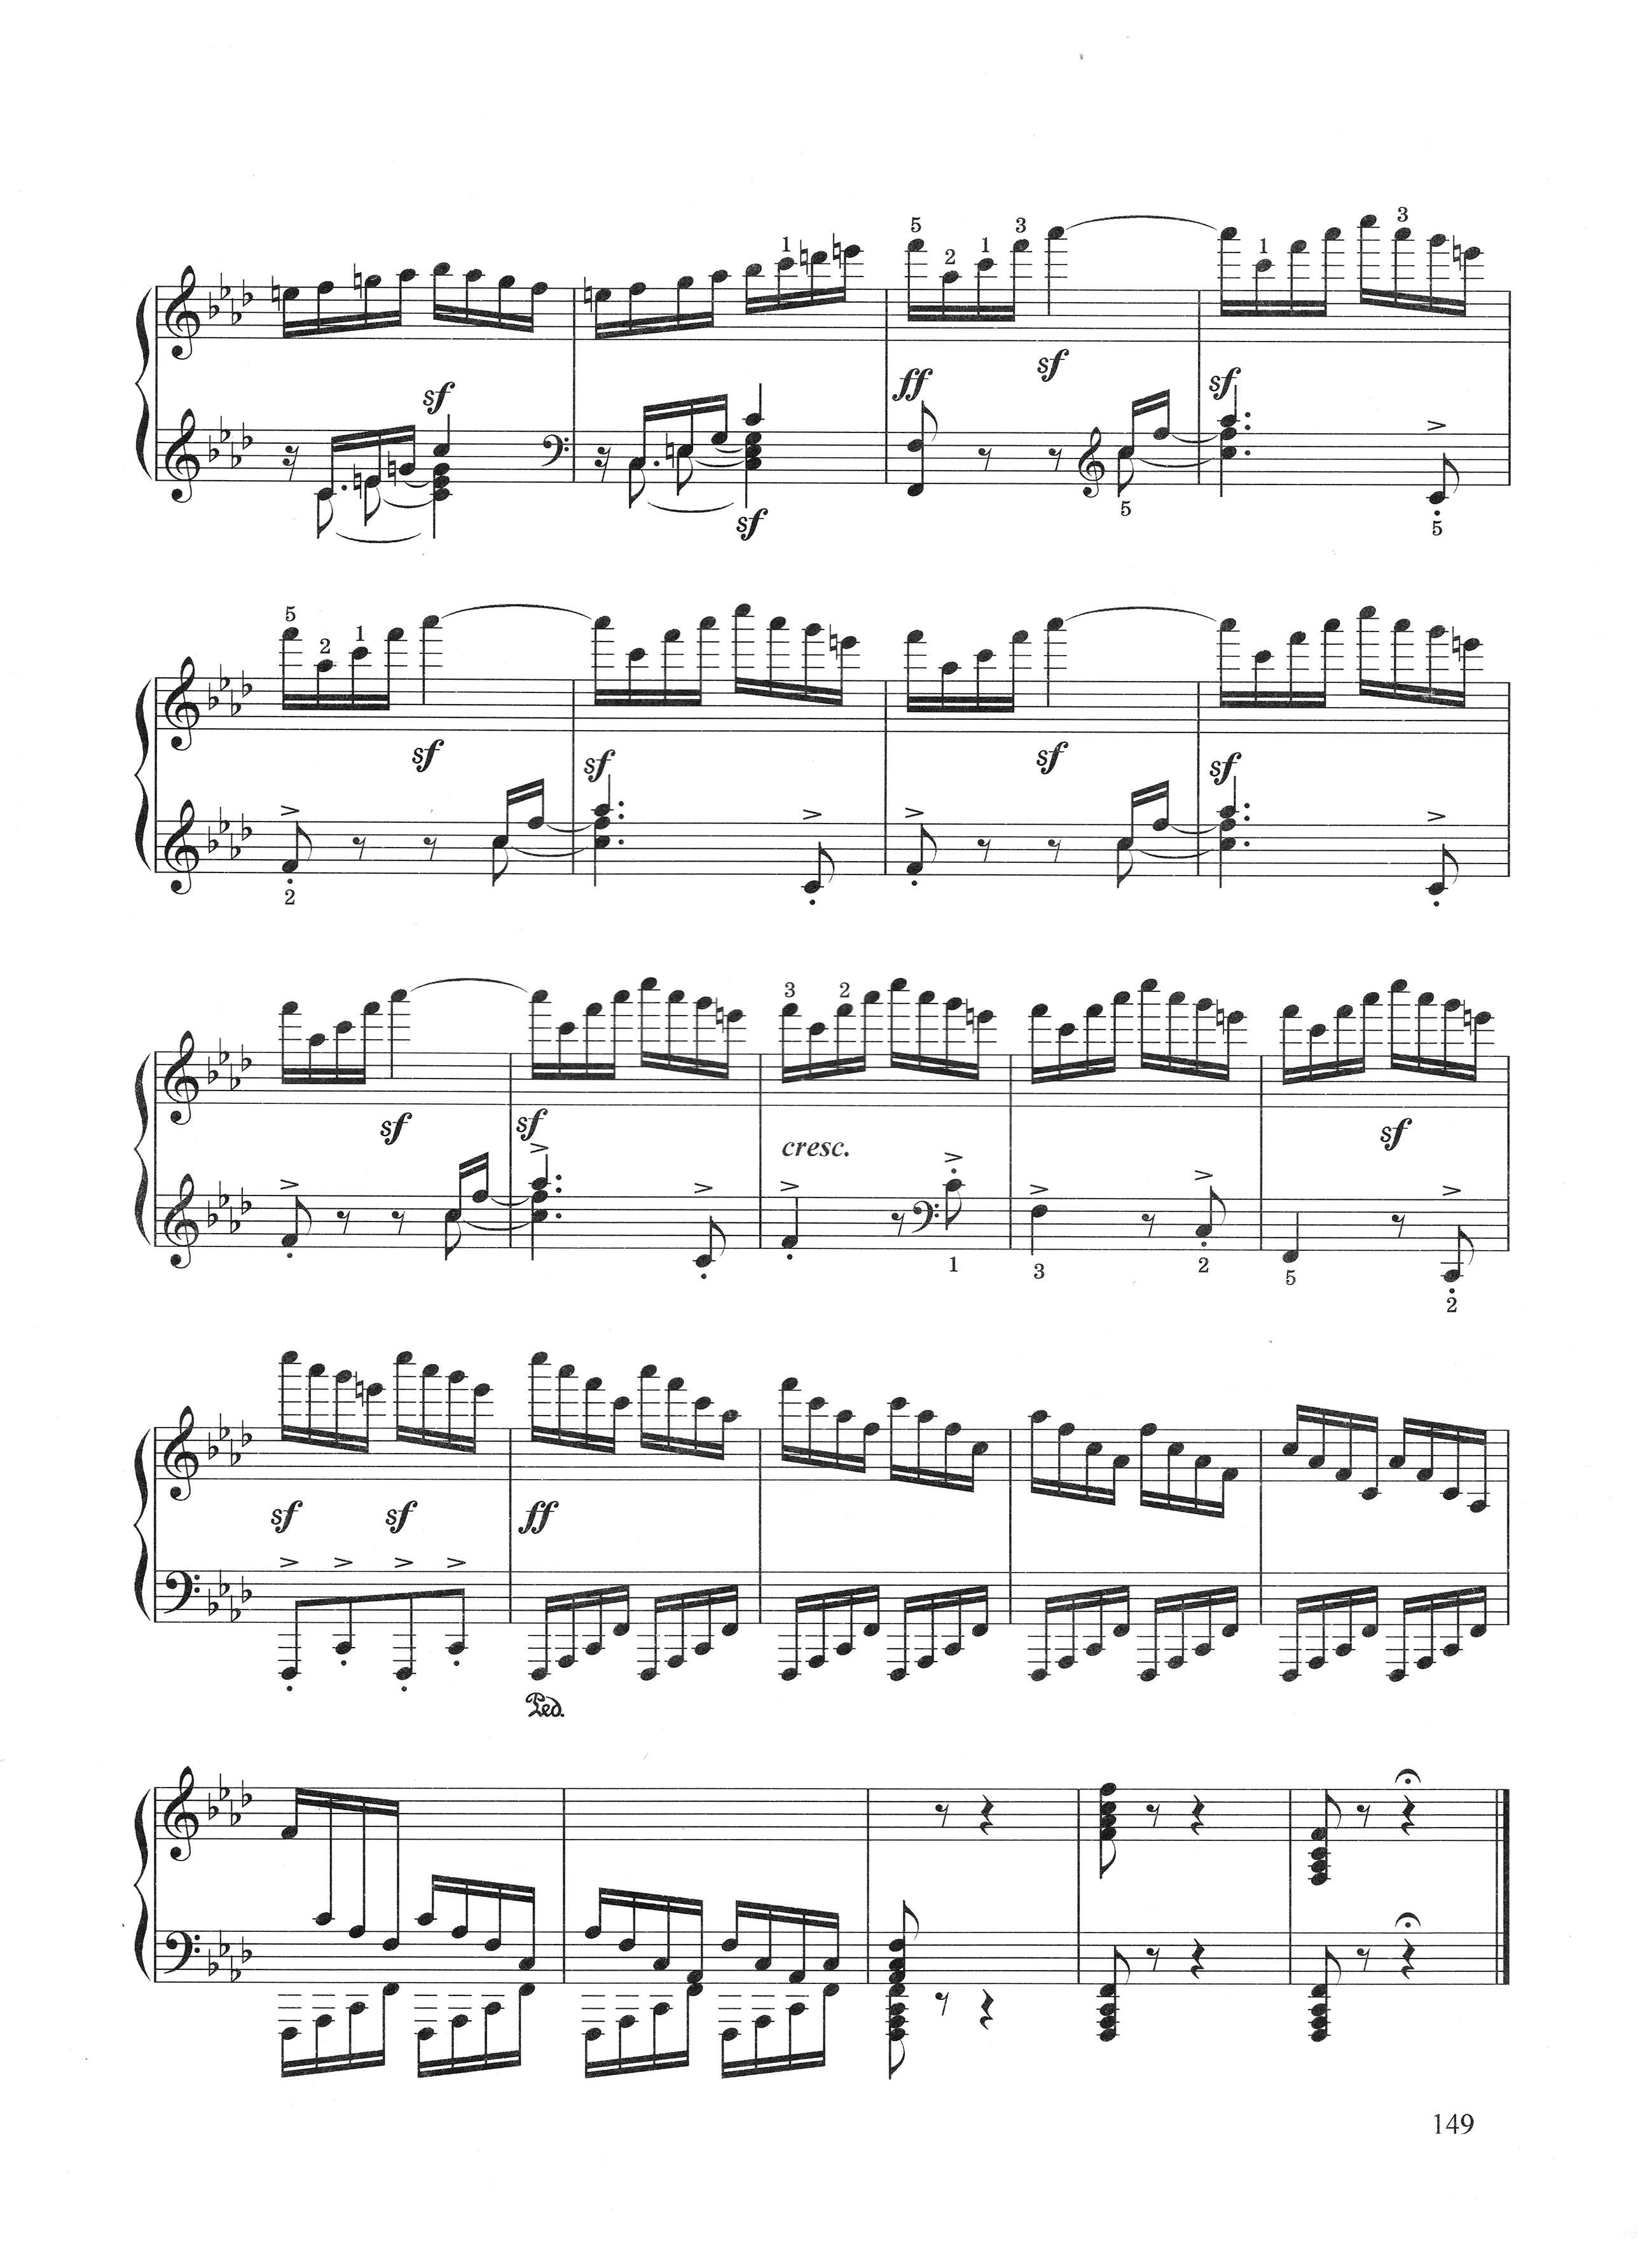 1 5 2 1 3 1 3
sf ff sf sf
sf
5 5
5 2 1
sf sf sf sf
2
3 2
sf sf cresc. sf
1 3 2 5 2
sf sf ff
Ped.
149